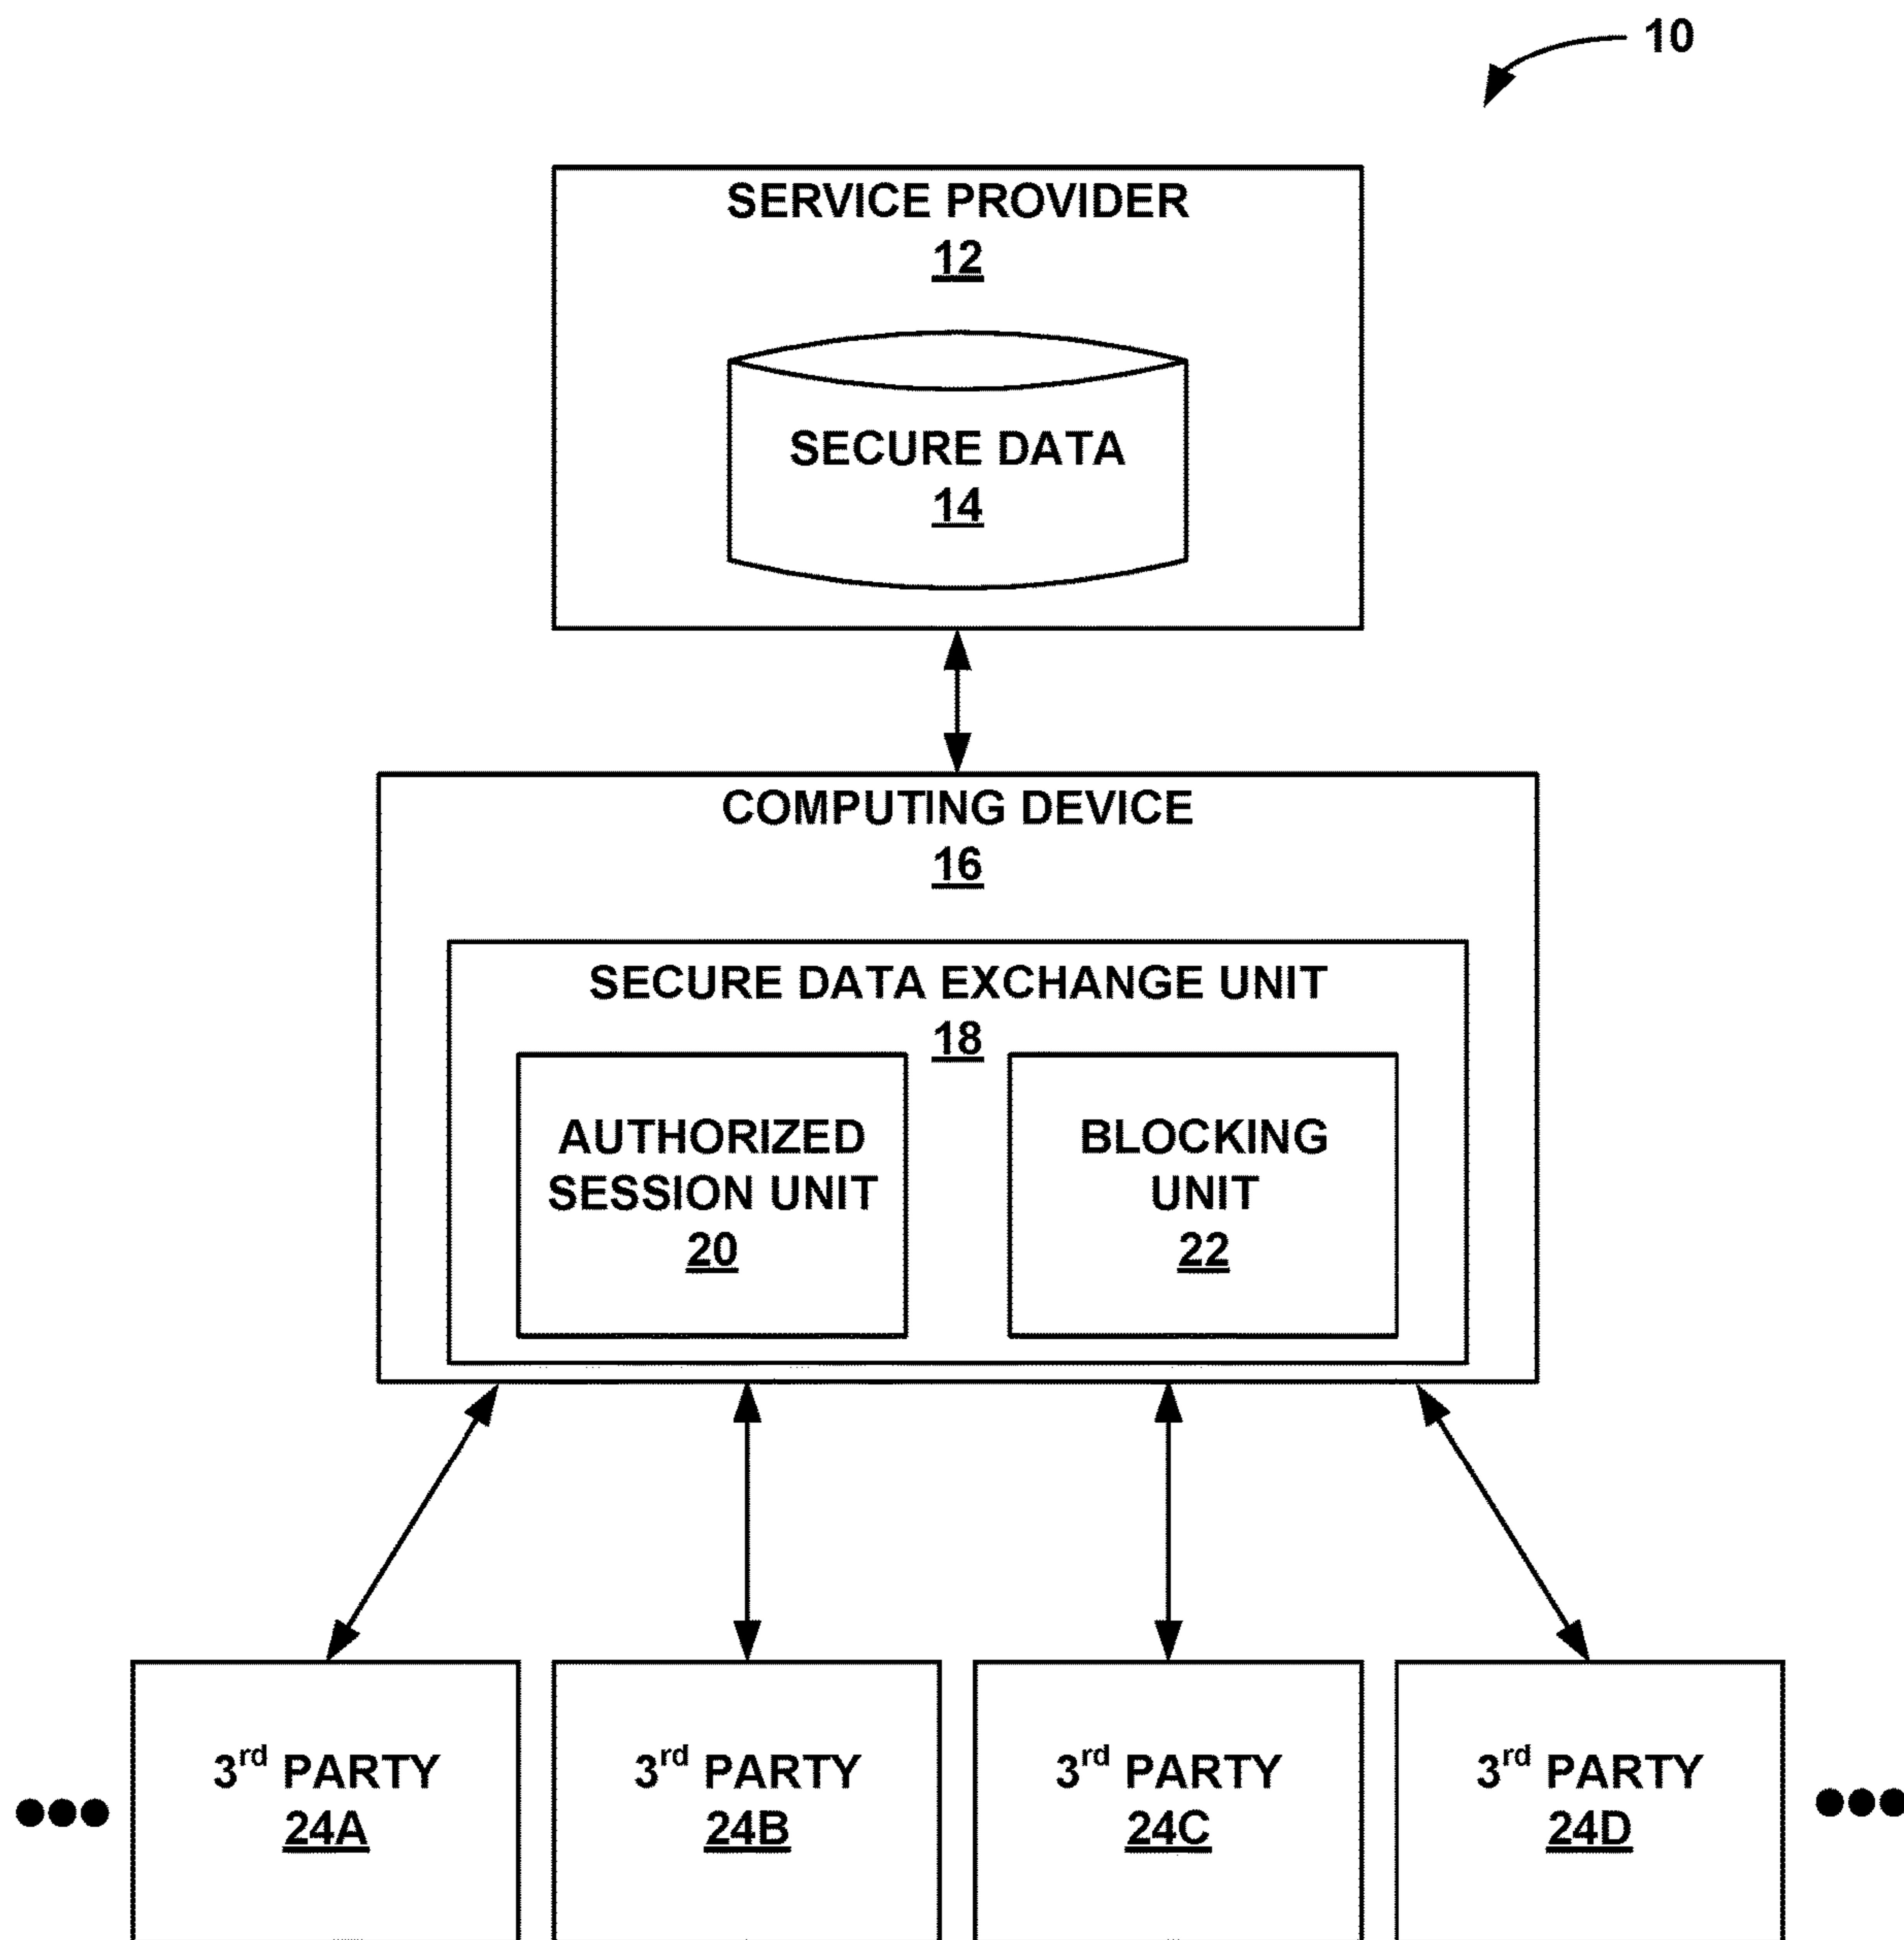 10
SERVICE PROVIDER
12
SECURE DATA
14
COMPUTING DEVICE
16
SECURE DATA EXCHANGE UNIT
18
AUTHORIZED
SESSION UNIT
20
BLOCKING
UNIT
22
3rd PARTY
24A
3rd PARTY
24B
3rd PARTY
24C
3rd PARTY
24D